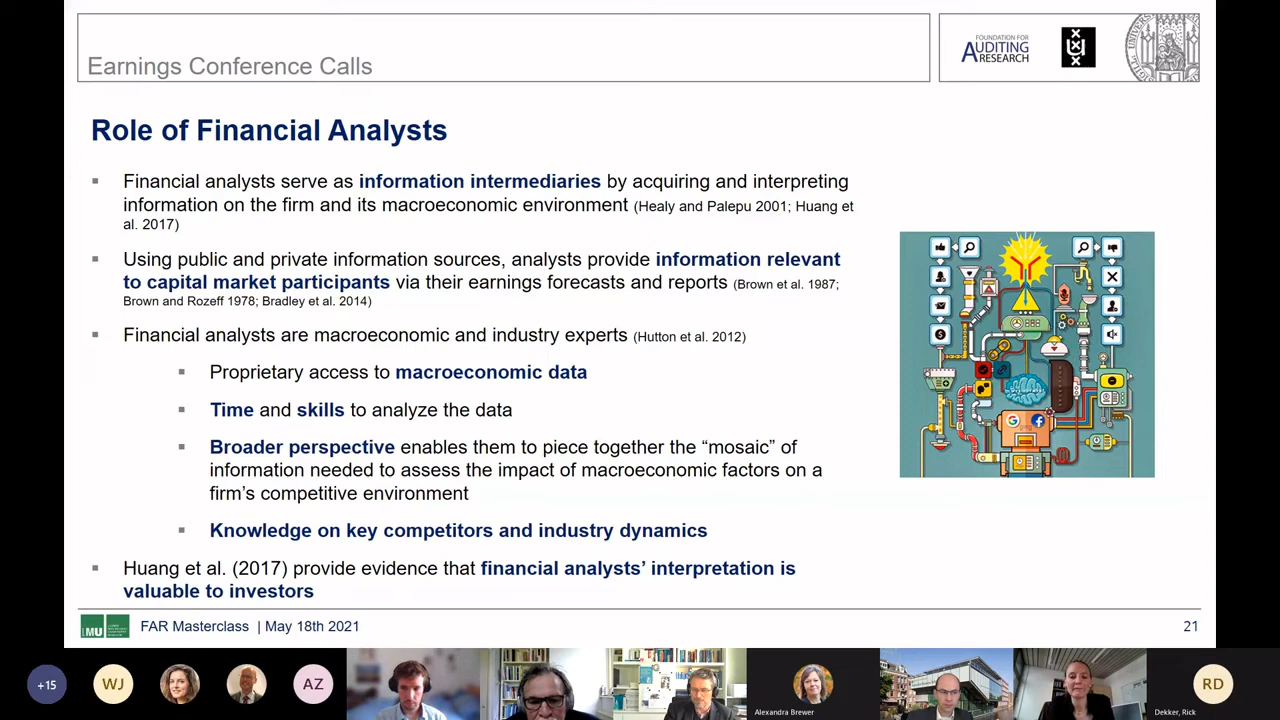 Earnings Conference Calls
FOUNDATION FOR
AUDITING
RESEARCH
Role of Financial Analysts
Financial analysts serve as information intermediaries by acquiring and interpreting
information on the firm and its macroeconomic environment (Healy and Palepu 2001; Huang et
al. 2017)
Using public and private information sources, analysts provide information relevant
to capital market participants via their earnings forecasts and reports (Brown et al. 1987;
Brown and Rozeff 1978; Bradley et al. 2014)
Financial analysts are macroeconomic and industry experts (Hutton et al. 2012)
Proprietary access to macroeconomic data
Time and skills to analyze the data
Broader perspective enables them to piece together the “mosaic” of
information needed to assess the impact of macroeconomic factors on a
firm’s competitive environment
Knowledge on key competitors and industry dynamics
Huang et al. (2017) provide evidence that financial analysts’ interpretation is
valuable to investors
LMU
FAR Masterclass | May 18th 2021
21
+15
WJ
AZ
Alexandra Brewer
RD
Dekker, Rick